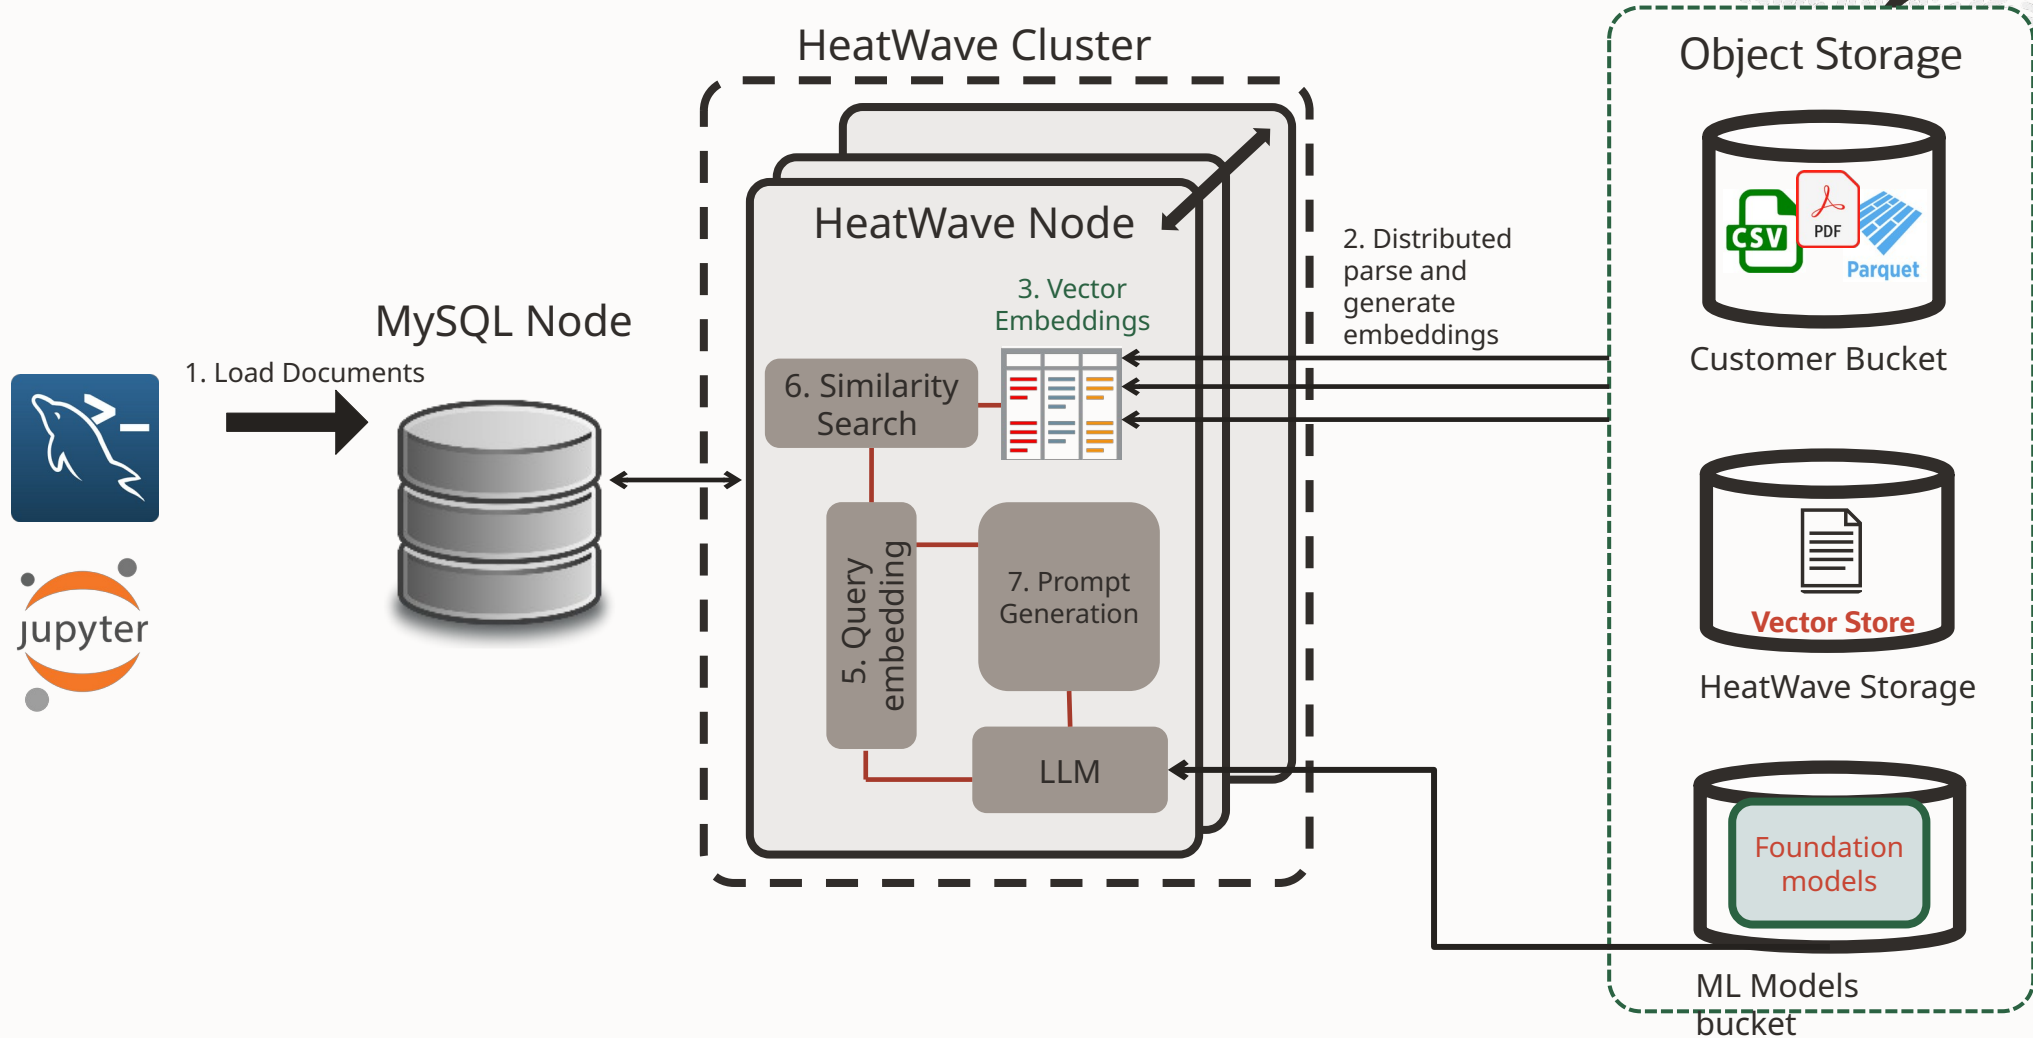 HeatWave Cluster
Object Storage
CSV
PDF
Parquet
Customer Bucket
HeatWave Node
2. Distributed
parse and
generate
embeddings
3. Vector
Embeddings
MySQL Node
1. Load Documents
6. Similarity
Search
5. Query
embedding
7. Prompt
Generation
LLM
jupyter
Vector Store
HeatWave Storage
Foundation
models
ML Models
bucket